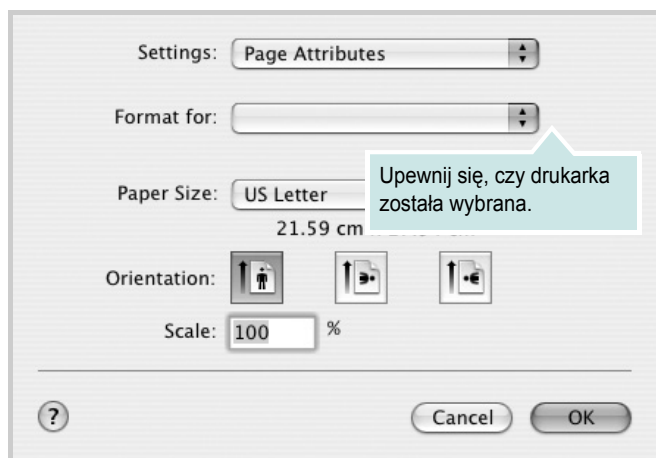 Settings: Page Attributes
Format for:
Upewnij się, czy drukarka
została wybrana.
Paper Size: US Letter
21.59 cm
Orientation:
Scale: 100 %
? Cancel OK